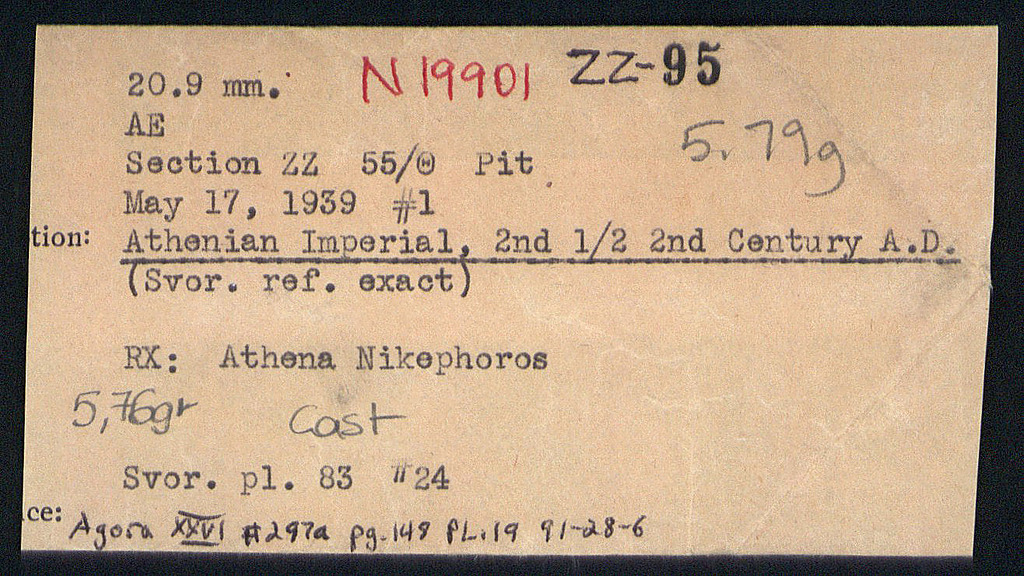 20.9 mm. N 19901 ZZ-95
AE 5.79g
Section ZZ 55/Θ Pit
May 17, 1939 #1
tion: Athenian Imperial, 2nd 1/2 2nd Century A.D.
(Svor. ref. exact)
RX: Athena Nikephoros
5,76gr Cast
Svor. pl. 83 #24
ce: Agora XXVI #297a pg.148 PL.19 91-28-6